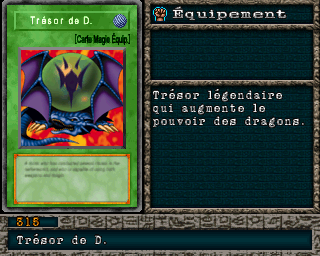 Trésor de D.
[Carte Magie Équip.]
Équipement
Trésor légendaire
qui augmente le
pouvoir des dragons.
315
Trésor de D.